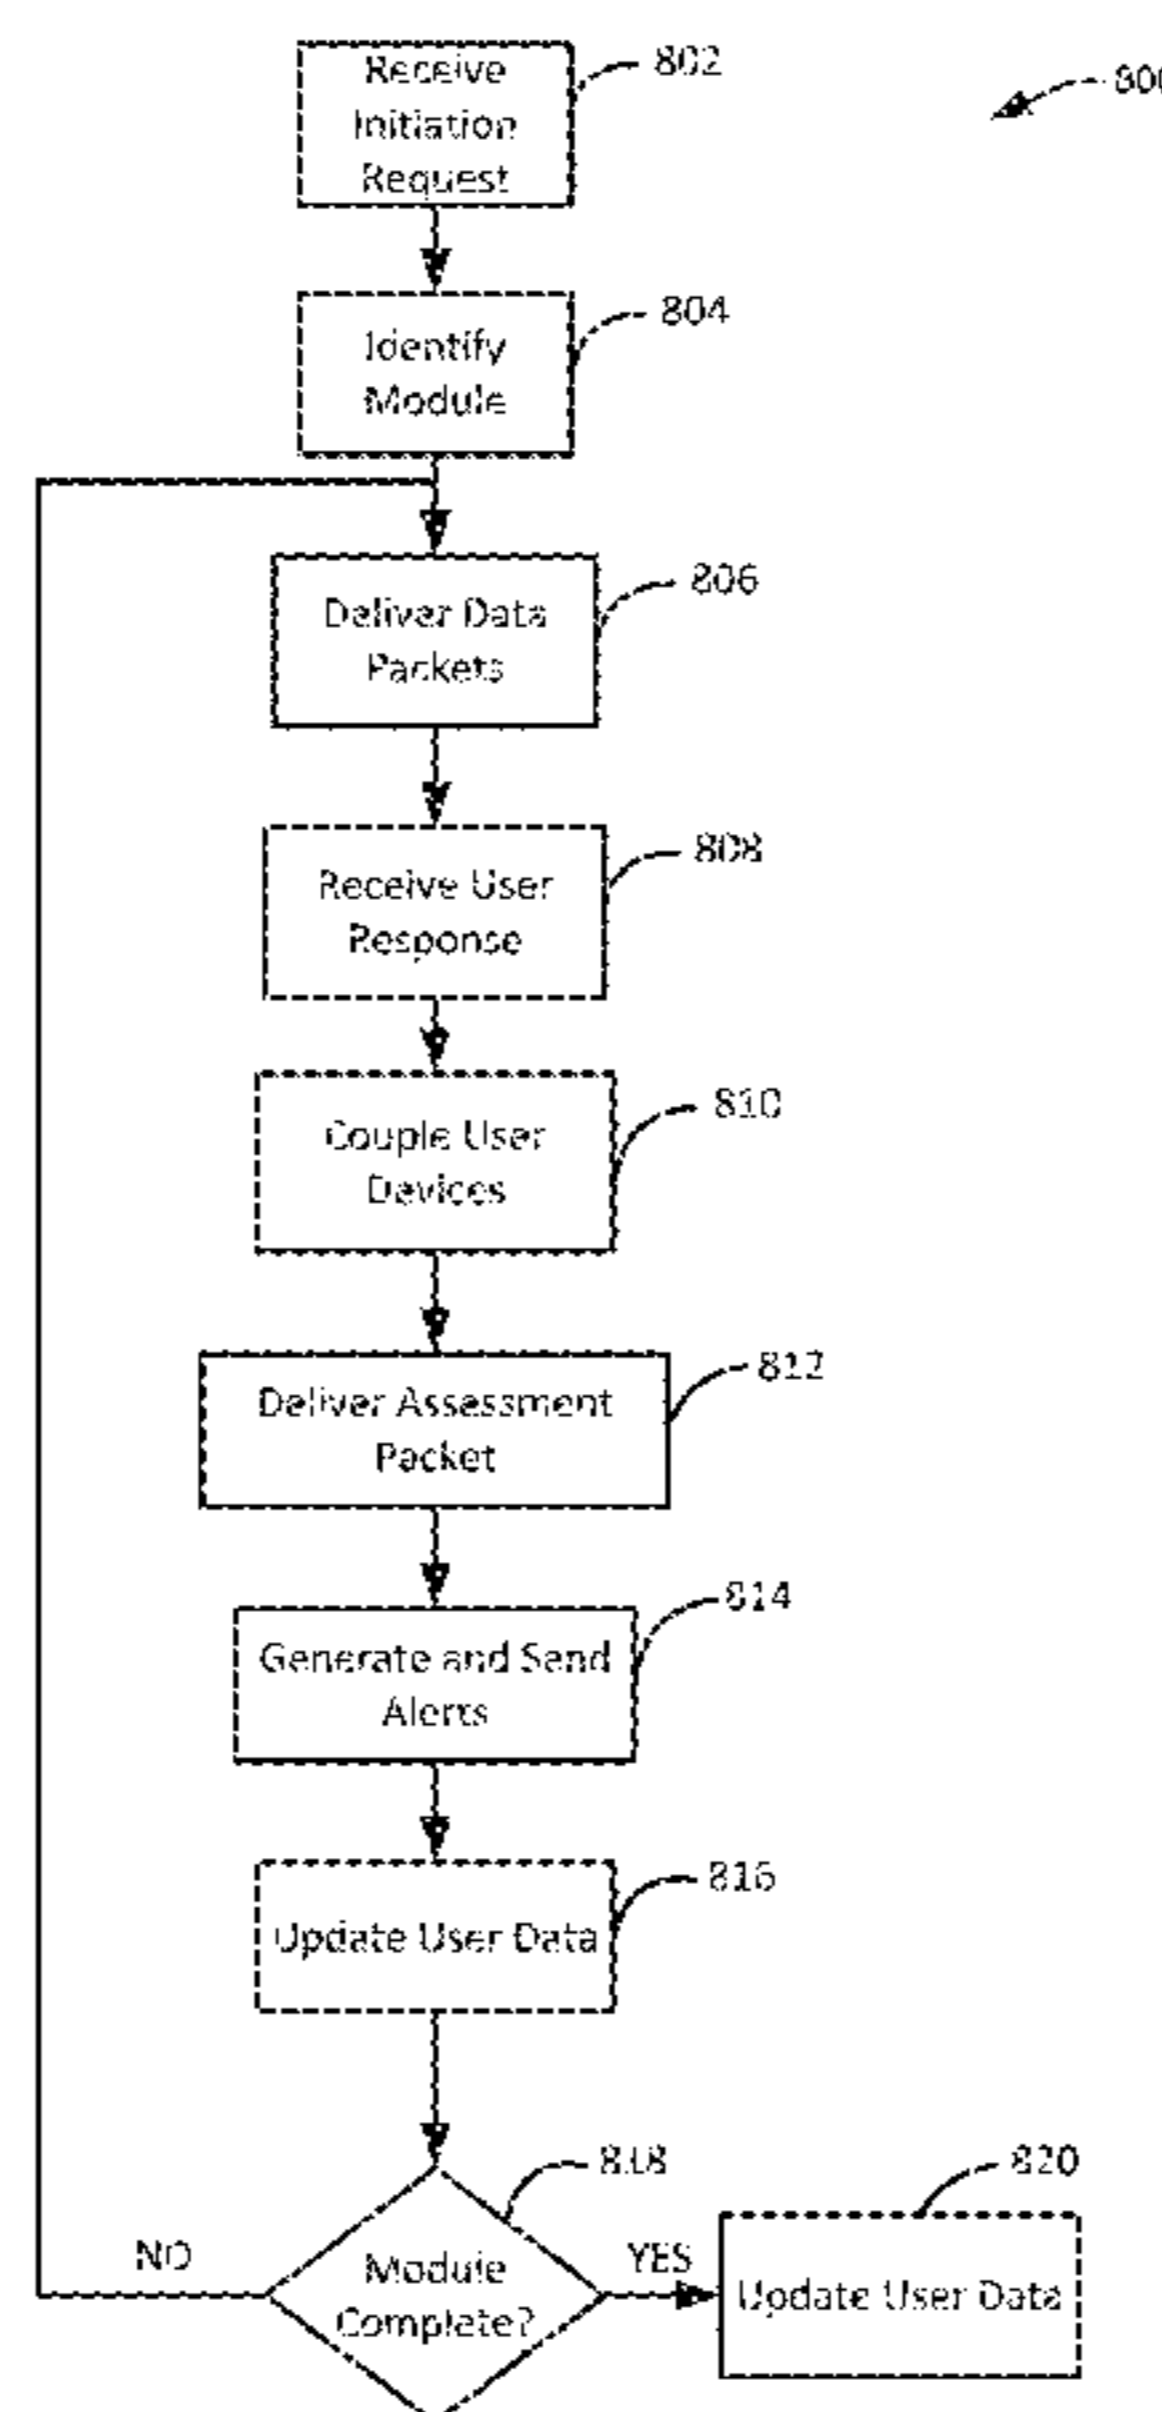 Receive
Initiation
Request
802
800
Identify
Module
804
Deliver Data
Packets
806
Receive User
Response
808
Couple User
Devices
810
Deliver Assessment
Packet
812
Generate and Send
Alerts
814
Update User Data
816
Module
Complete?
818
NO
YES
Update User Data
820